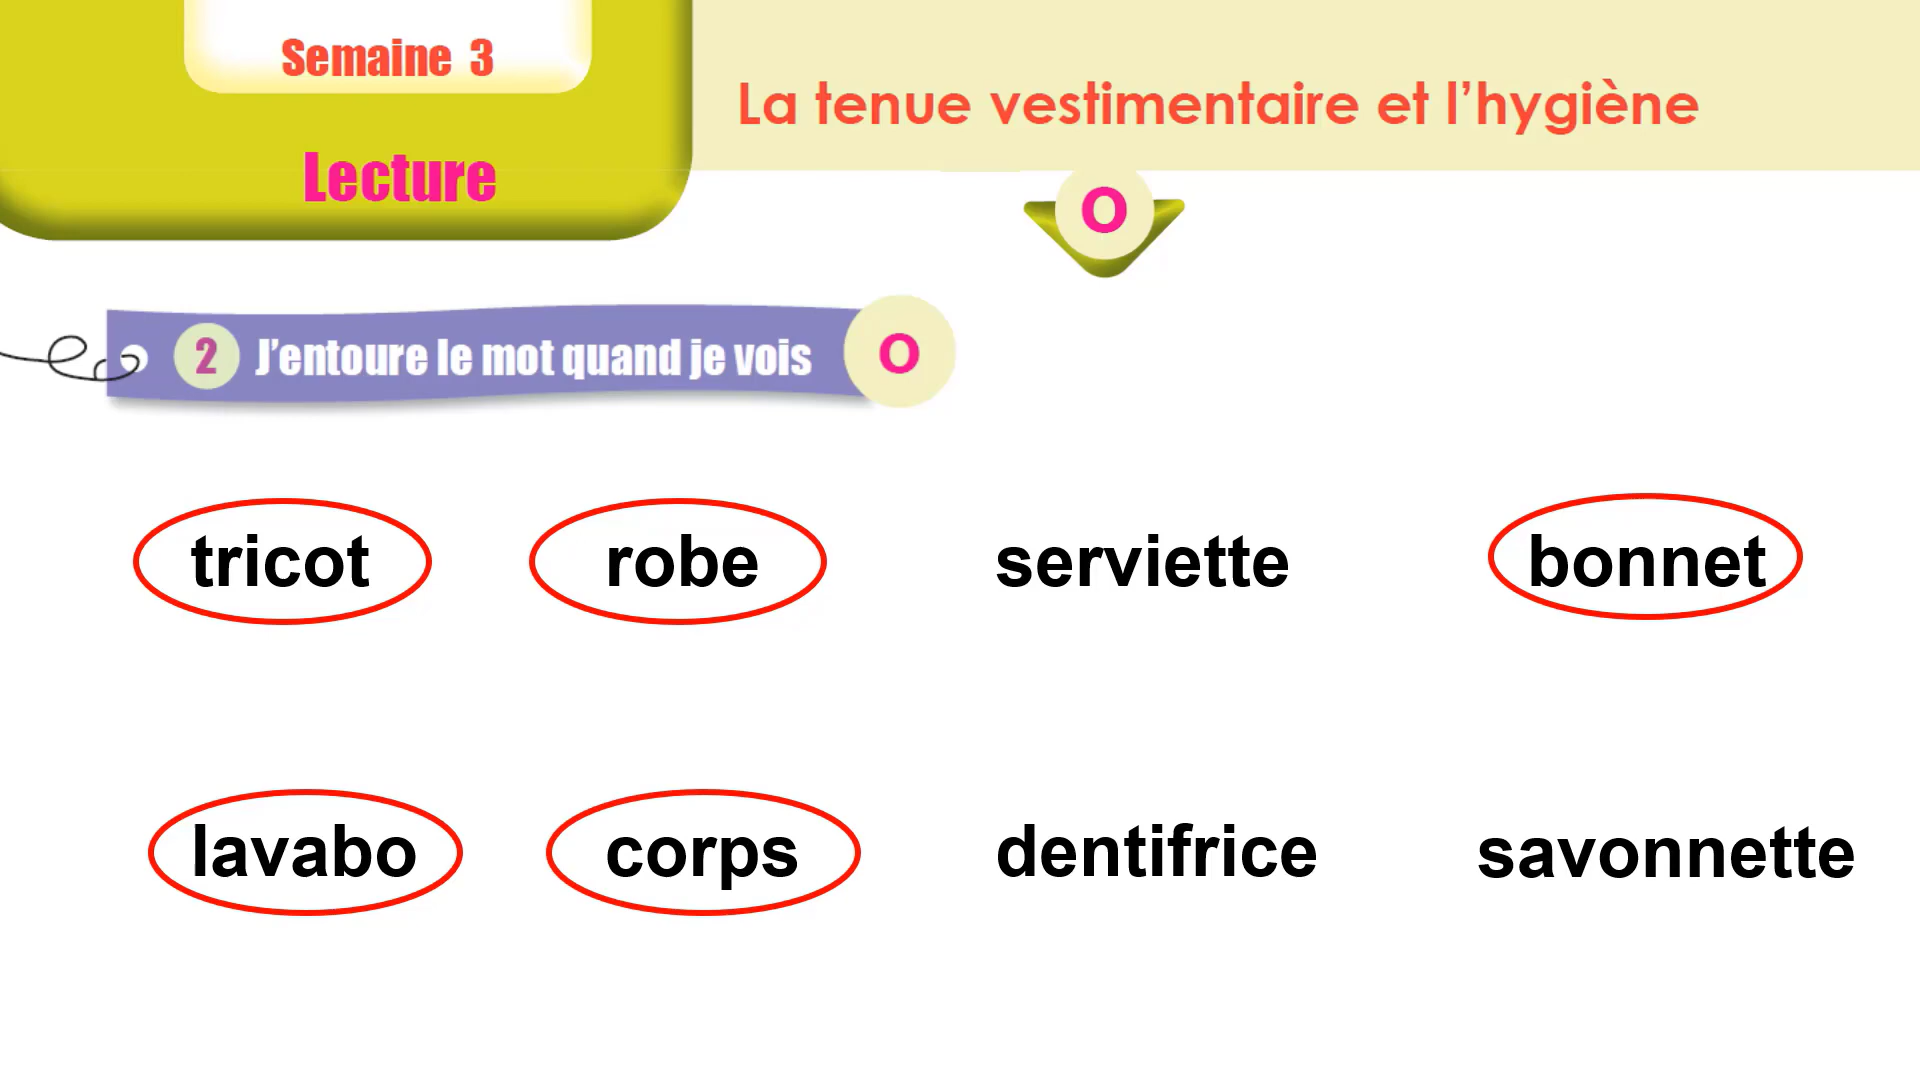 Semaine 3
La tenue vestimentaire et l'hygiène
Lecture
o
2 J'entoure le mot quand je vois o
tricot robe serviette bonnet
lavabo corps dentifrice savonnette